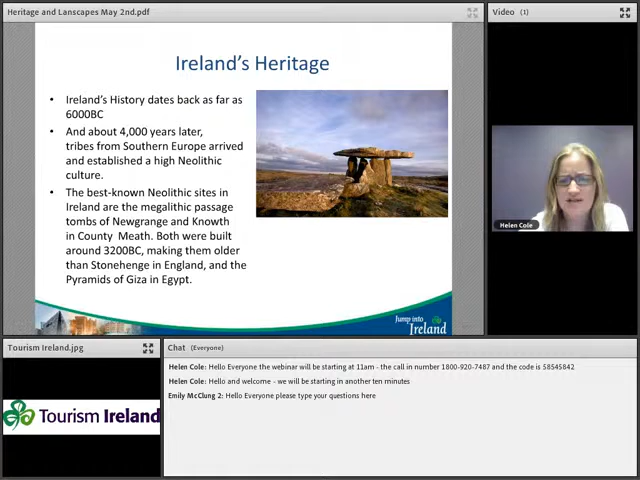 Heritage and Lanscapes May 2nd.pdf
Video (1)
Ireland's Heritage
• Ireland's History dates back as far as
6000BC
• And about 4,000 years later,
tribes from Southern Europe arrived
and established a high Neolithic
culture.
• The best-known Neolithic sites in
Ireland are the megalithic passage
tombs of Newgrange and Knowth
in County Meath. Both were built
around 3200BC, making them older
than Stonehenge in England, and the
Pyramids of Giza in Egypt.
Jump into
Ireland
Helen Cole
Tourism Ireland.jpg
Tourism Ireland
Chat (Everyone)
Helen Cole: Hello Everyone the webinar will be starting at 11am - the call in number 1800-920-7487 and the code is 58545842
Helen Cole: Hello and welcome - we will be starting in another ten minutes
Emily McClung 2: Hello Everyone please type your questions here